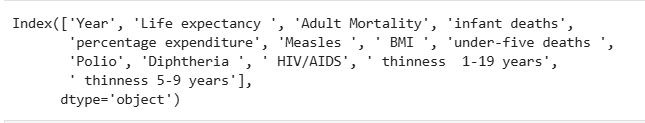 Index(['Year', 'Life expectancy ', 'Adult Mortality', 'infant deaths',
       'percentage expenditure', 'Measles ', ' BMI ', 'under-five deaths ',
       'Polio', 'Diphtheria ', ' HIV/AIDS', ' thinness  1-19 years',
       ' thinness 5-9 years'],
      dtype='object')